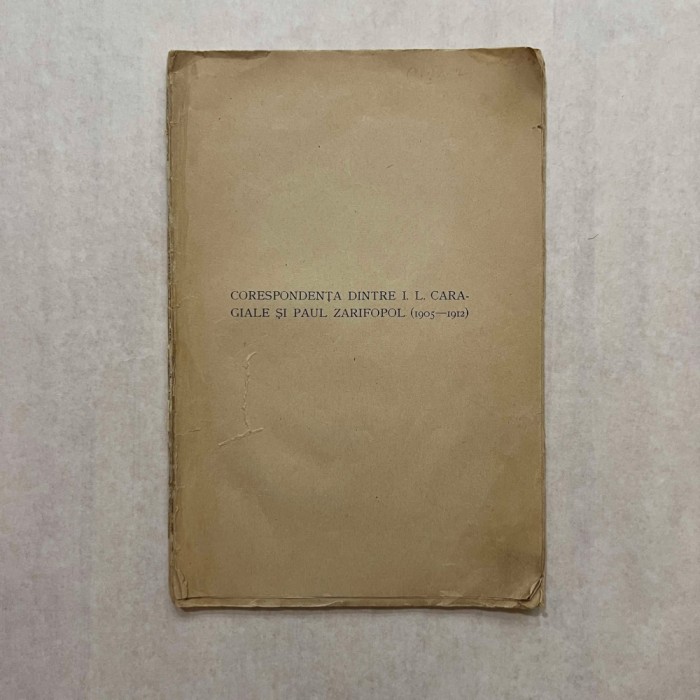 CORESPONDENȚA DINTRE I. L. CARA-
GIALE ȘI PAUL ZARIFOPOL (1905—1912)